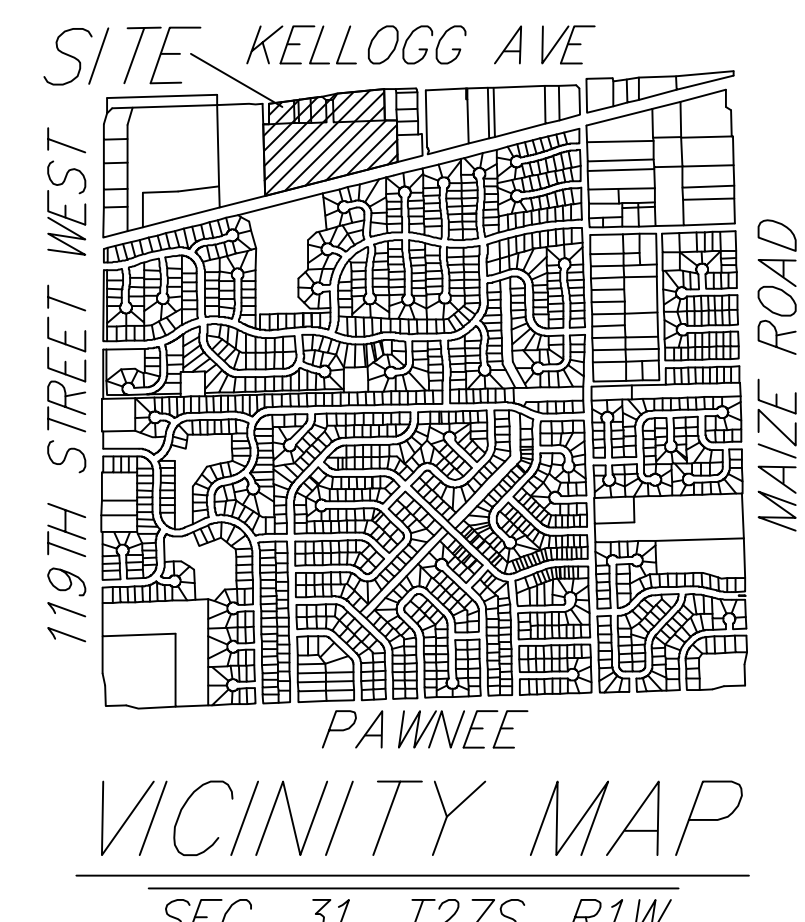 SITE
KELLOGG AVE
119TH STREET WEST
MAIZE ROAD
PAWNEE
VICINITY MAP
SEC 31, T27S, R1W